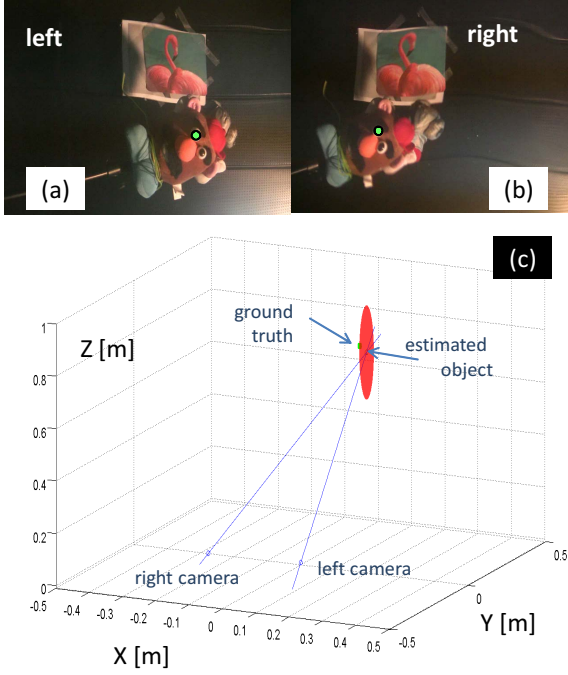 left
right
(a)
(b)
(c)
Z [m]
1
0.8
0.6
0.4
0.2
0
ground
truth
estimated
object
right camera
left camera
-0.5
-0.4
-0.3
-0.2
-0.1
0
0.1
0.2
0.3
0.4
0.5
-0.5
0
0.5
X [m]
Y [m]